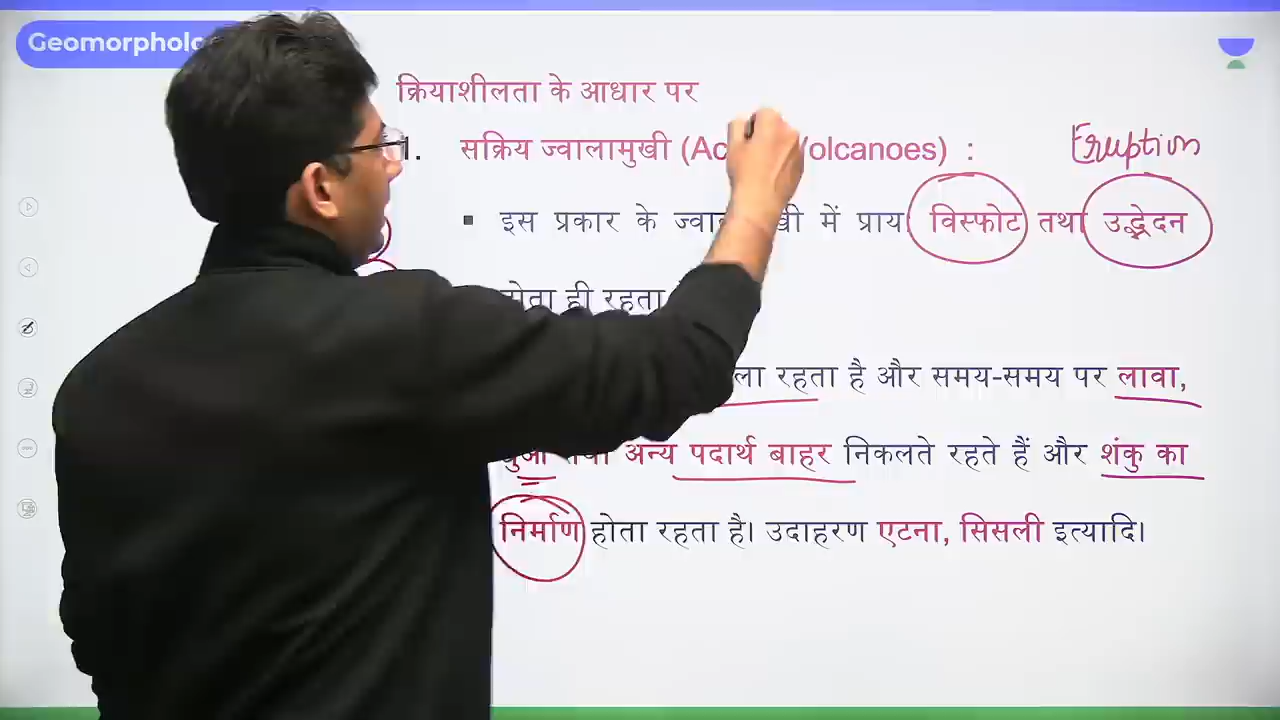 Geomorpholo
क्रियाशीलता के आधार पर
1. सक्रिय ज्वालामुखी (Ac Volcanoes) :
Eruption
▪ इस प्रकार के में प्राय: विस्फोट तथा उद्भेदन
होता ही रहता
रहता है और समय-समय पर लावा,
अन्य पदार्थ बाहर निकलते रहते हैं और शंकु का
निर्माण होता रहता है। उदाहरण एटना, सिसली इत्यादि।